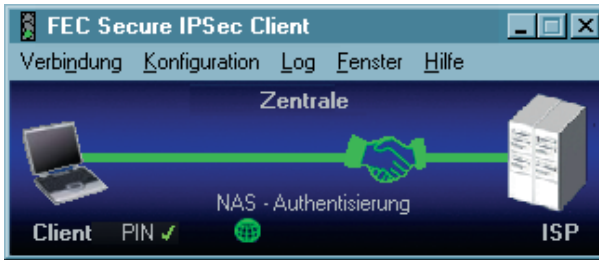 FEC Secure IPSec Client
Verbindung Konfiguration Log Fenster Hilfe
Zentrale
NAS - Authentisierung
Client PIN ✓ ISP